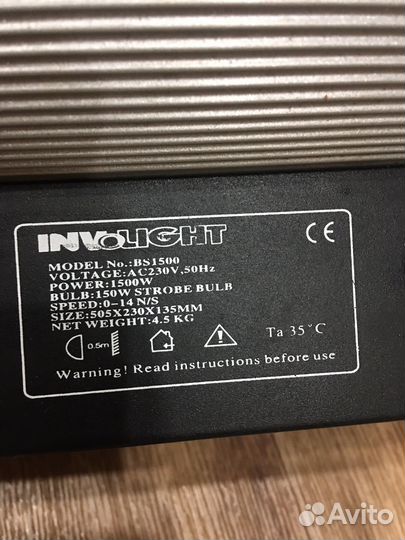 INVOLIGHT
CE
MODEL No.:BS1500
VOLTAGE:AC230V,50Hz
POWER:1500W
BULB:150W STROBE BULB
SPEED:0-14 N/S
SIZE:505X230X135MM
NET WEIGHT:4.5 KG
0.5m
Ta 35°C
Warning! Read instructions before use
Avito